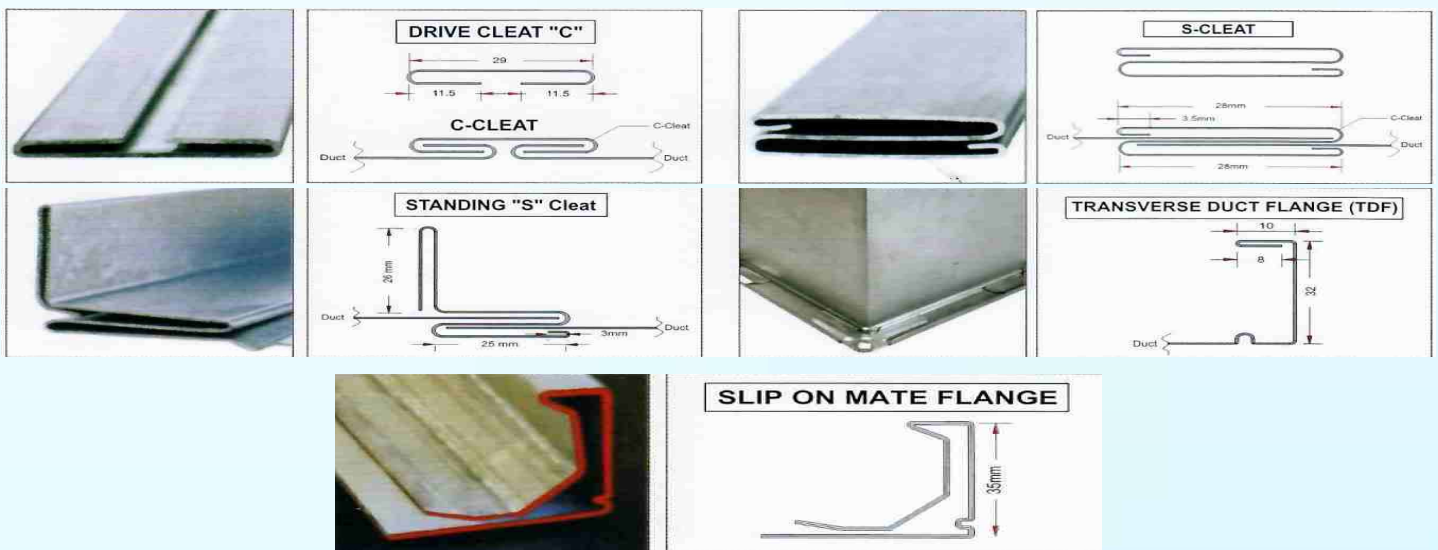 DRIVE CLEAT "C"
29
11.5
11.5
C-CLEAT
C-Cleat
Duct
Duct
S-CLEAT
28mm
3.5mm
C-Cleat
Duct
Duct
28mm
STANDING "S" Cleat
26 mm
Duct
Duct
3mm
25 mm
TRANSVERSE DUCT FLANGE (TDF)
10
8
32
Duct
SLIP ON MATE FLANGE
35mm